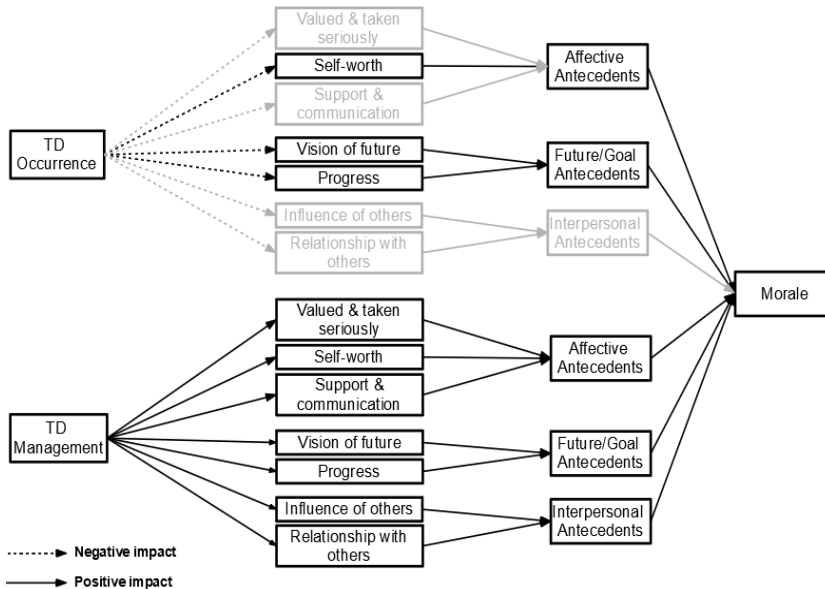 Valued & taken
seriously
Self-worth
Support &
communication
TD
Occurrence
Vision of future
Progress
Influence of others
Relationship with
others
Affective
Antecedents
Future/Goal
Antecedents
Interpersonal
Antecedents
Morale
Valued & taken
seriously
Self-worth
Support &
communication
TD
Management
Vision of future
Progress
Influence of others
Relationship with
others
Affective
Antecedents
Future/Goal
Antecedents
Interpersonal
Antecedents
Negative impact
Positive impact